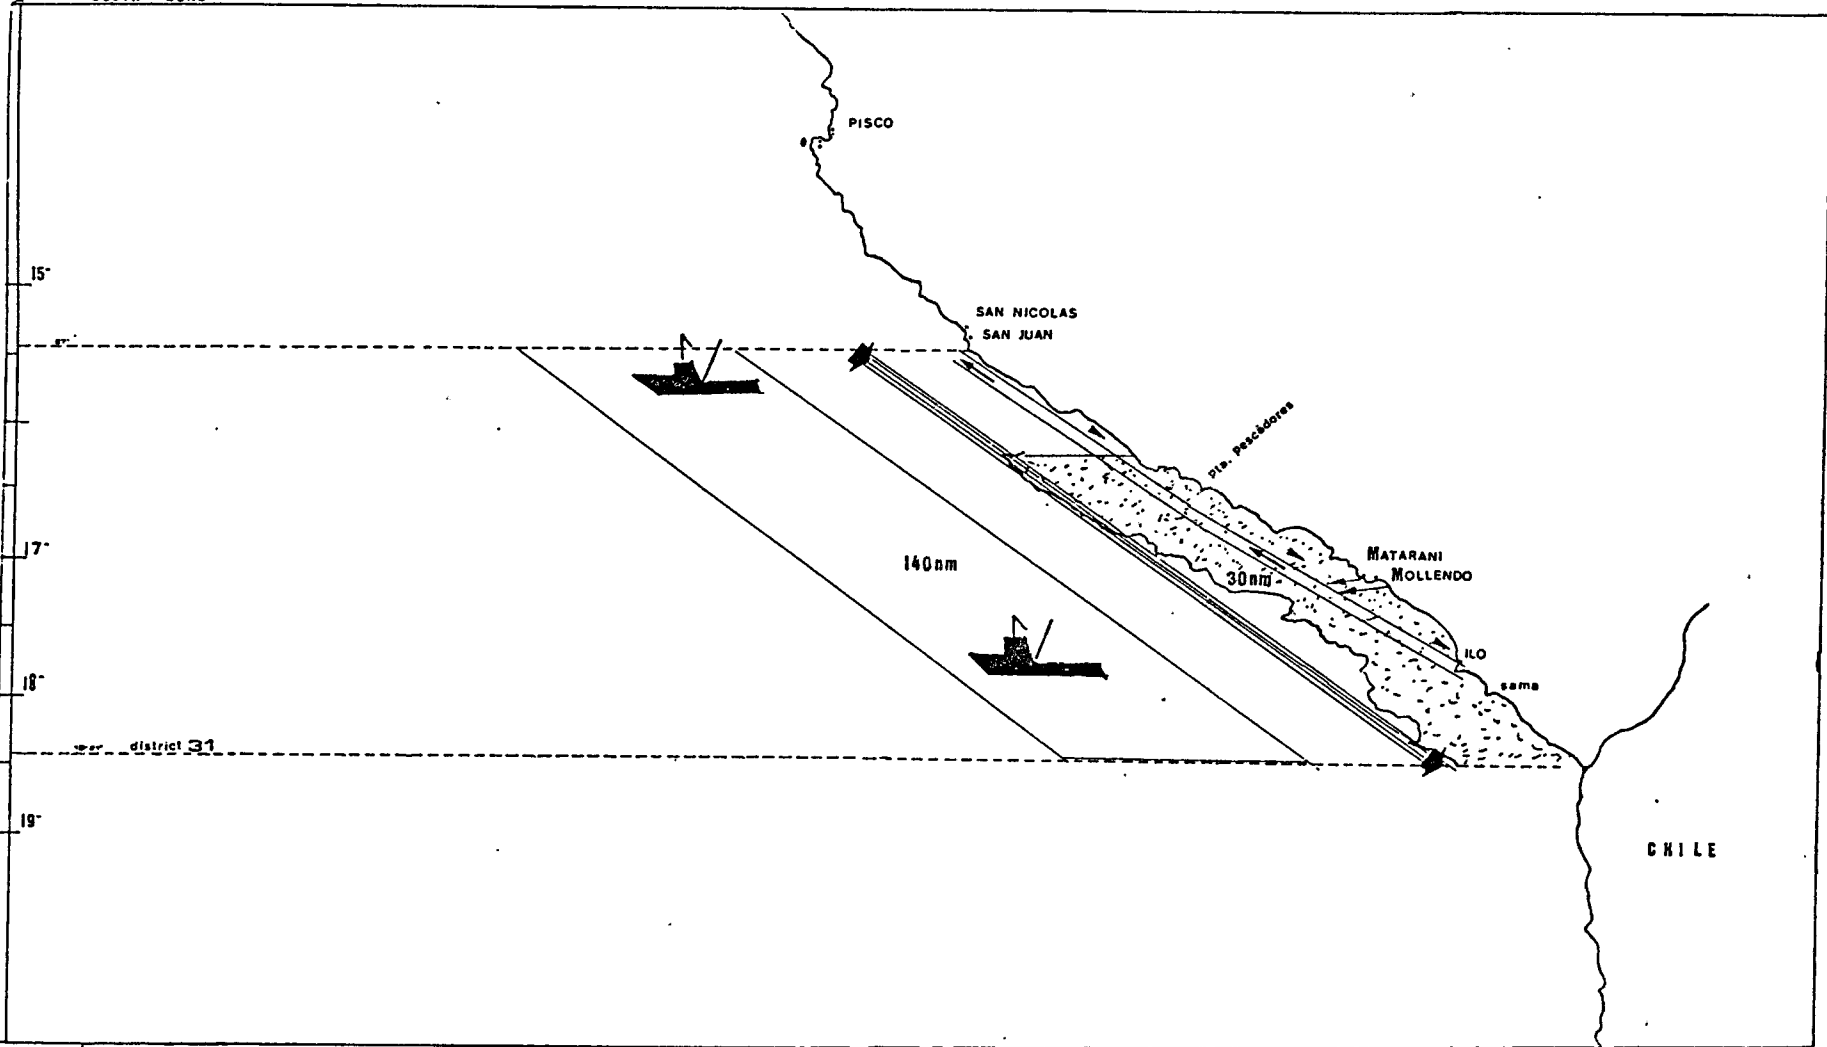 PISCO
15°
SAN NICOLAS
SAN JUAN
Pta. Pescadores
17°
140nm
30nm
MATARANI
MOLLENDO
ILO
18°
sama
district 31
19°
CHILE